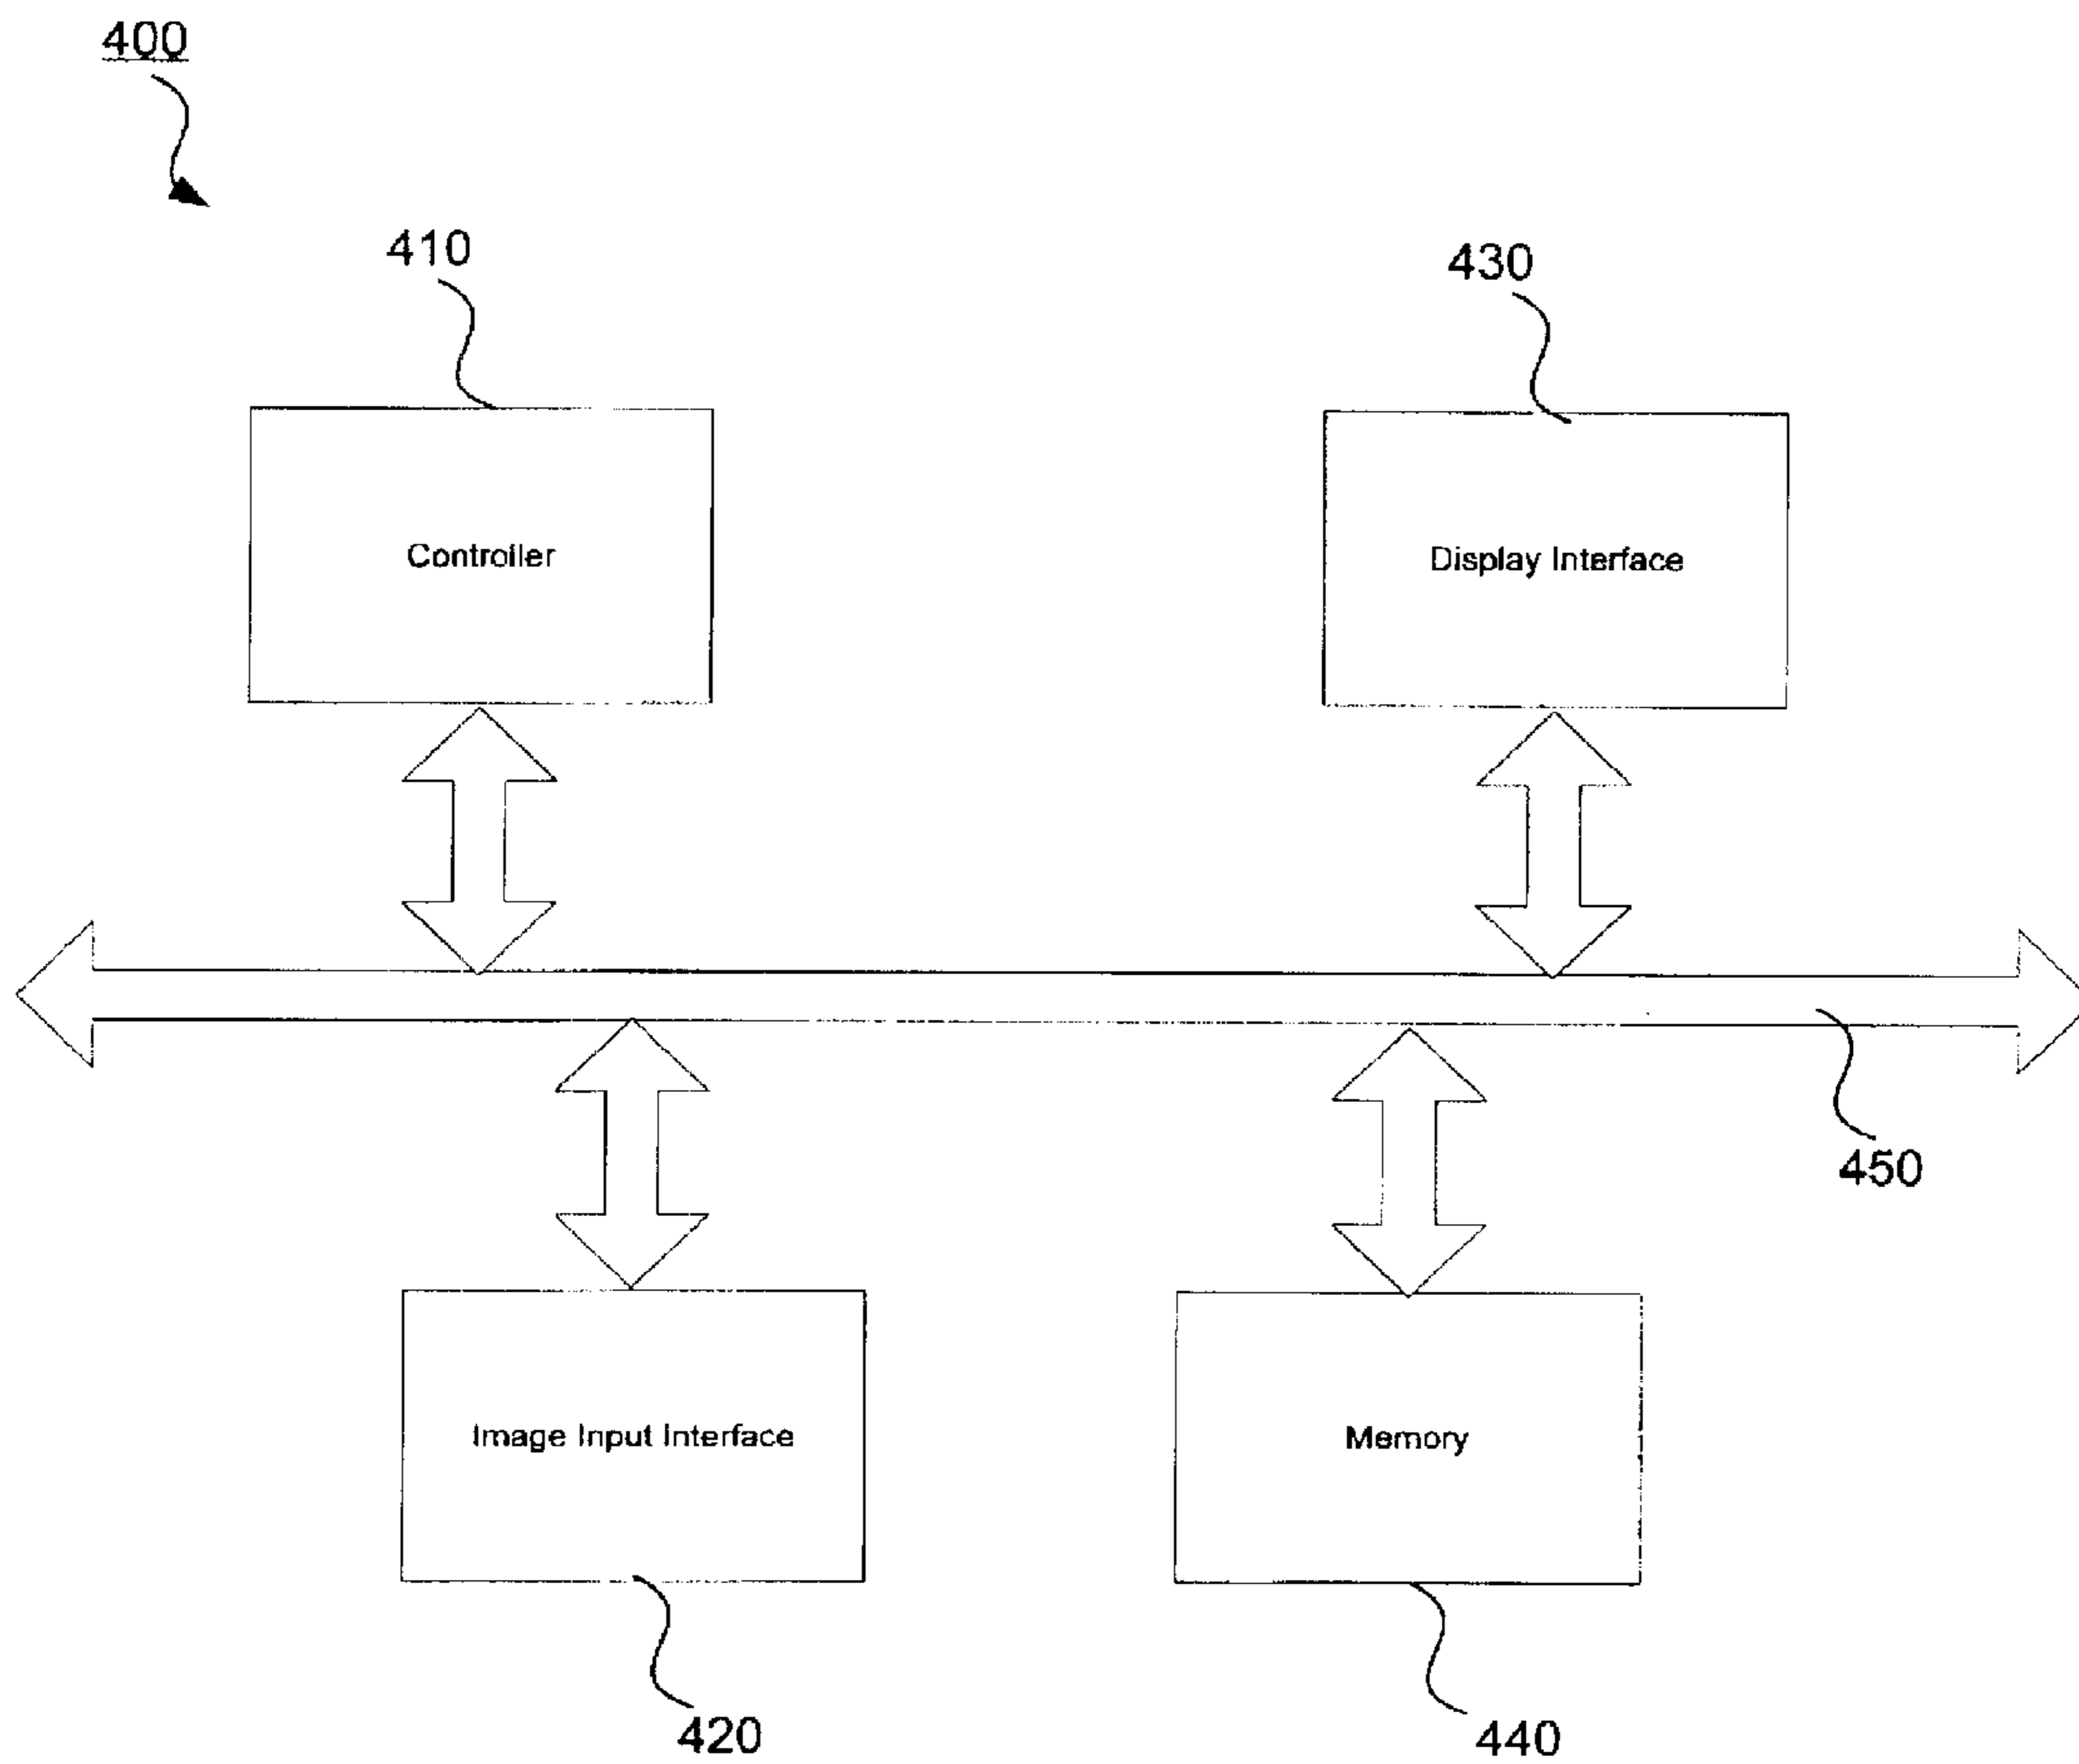 400
410
430
Controller
Display Interface
450
Image Input Interface
Memory
420
440